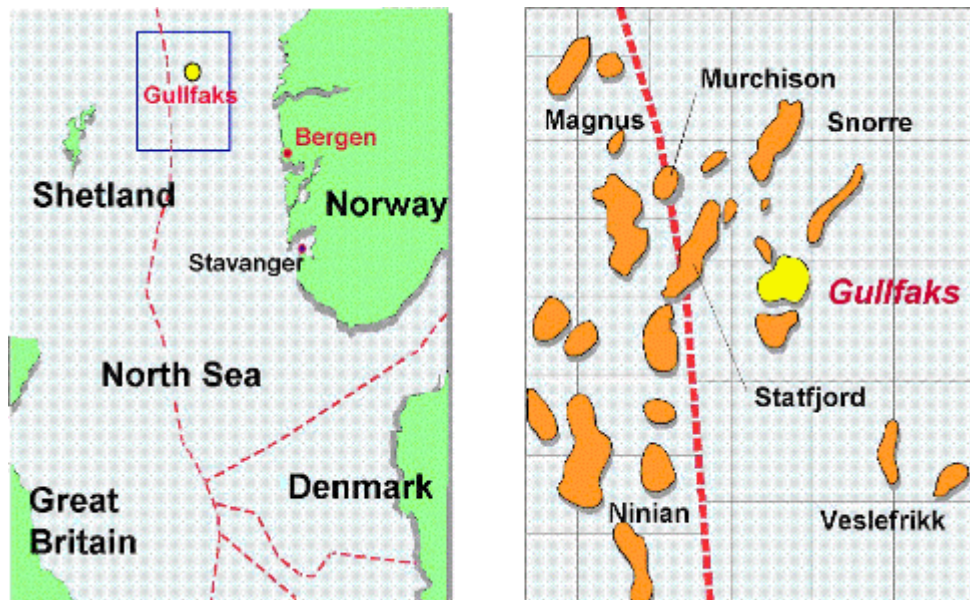 Gullfaks
Bergen
Shetland
Norway
Stavanger
North Sea
Denmark
Great
Britain
Murchison
Magnus
Snorre
Gullfaks
Statfjord
Ninian
Veslefrikk